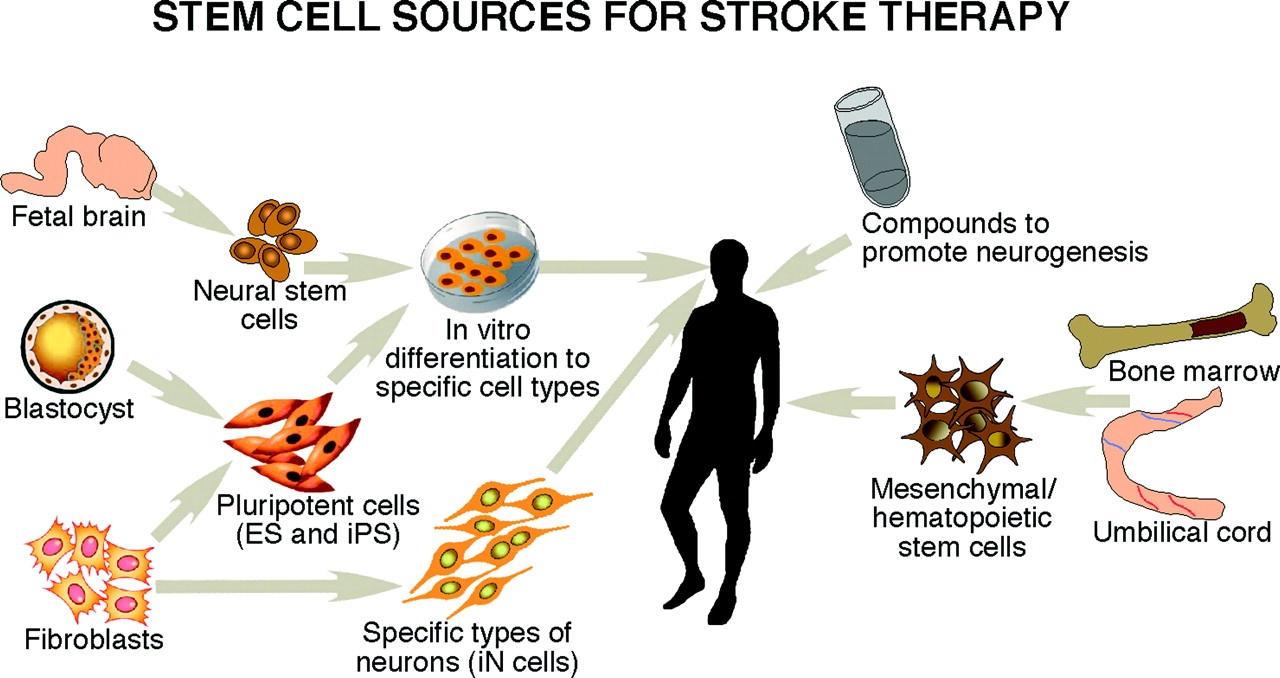 STEM CELL SOURCES FOR STROKE THERAPY
Fetal brain
Neural stem
cells
Blastocyst
In vitro
differentiation to
specific cell types
Pluripotent cells
(ES and iPS)
Fibroblasts
Specific types of
neurons (iN cells)
Compounds to
promote neurogenesis
Bone marrow
Mesenchymal/
hematopoietic
stem cells
Umbilical cord